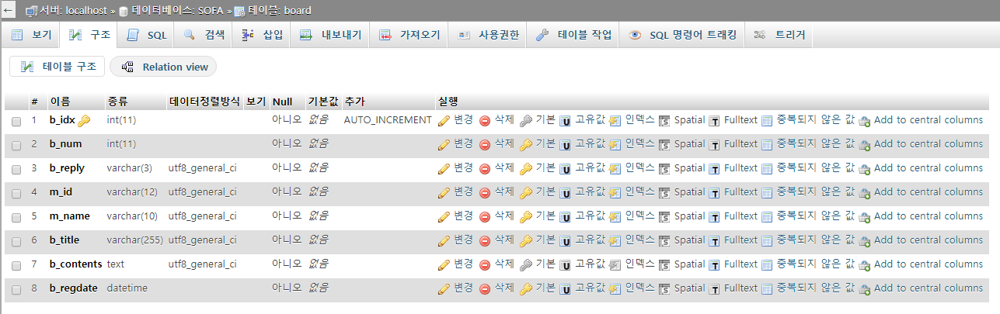 ← 서버: localhost » 데이터베이스: SOFA » 테이블: board
보기 구조 SQL 검색 삽입 내보내기 가져오기 사용권한 테이블 작업 SQL 명령어 트래킹 트리거
테이블 구조 Relation view
# 이름 종류 데이터정렬방식 보기 Null 기본값 추가 실행
1 b_idx int(11) 아니오 없음 AUTO_INCREMENT 변경 삭제 기본 고유값 인덱스 Spatial Fulltext 중복되지 않은 값 Add to central columns
2 b_num int(11) 아니오 없음 변경 삭제 기본 고유값 인덱스 Spatial Fulltext 중복되지 않은 값 Add to central columns
3 b_reply varchar(3) utf8_general_ci 아니오 없음 변경 삭제 기본 고유값 인덱스 Spatial Fulltext 중복되지 않은 값 Add to central columns
4 m_id varchar(12) utf8_general_ci 아니오 없음 변경 삭제 기본 고유값 인덱스 Spatial Fulltext 중복되지 않은 값 Add to central columns
5 m_name varchar(10) utf8_general_ci 아니오 없음 변경 삭제 기본 고유값 인덱스 Spatial Fulltext 중복되지 않은 값 Add to central columns
6 b_title varchar(255) utf8_general_ci 아니오 없음 변경 삭제 기본 고유값 인덱스 Spatial Fulltext 중복되지 않은 값 Add to central columns
7 b_contents text utf8_general_ci 아니오 없음 변경 삭제 기본 고유값 인덱스 Spatial Fulltext 중복되지 않은 값 Add to central columns
8 b_regdate datetime 아니오 없음 변경 삭제 기본 고유값 인덱스 Spatial Fulltext 중복되지 않은 값 Add to central columns